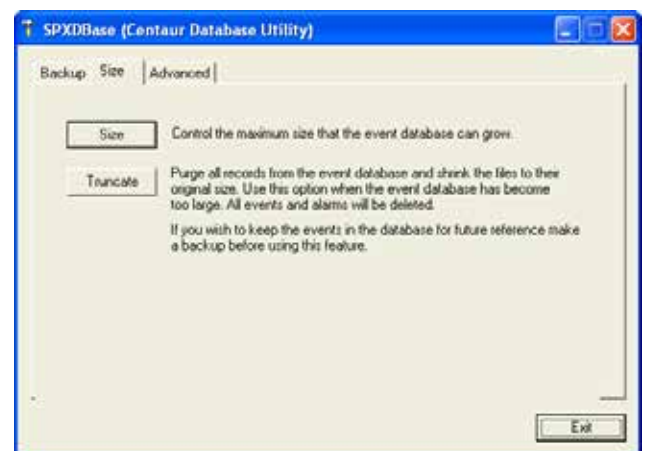 SPXDBase (Centaur Database Utility)
Backup Size Advanced
Size Control the maximum size that the event database can grow.
Truncate Purge all records from the event database and shrink the files to their
original size. Use this option when the event database has become
too large. All events and alarms will be deleted.
If you wish to keep the events in the database for future reference make
a backup before using this feature.
Exit